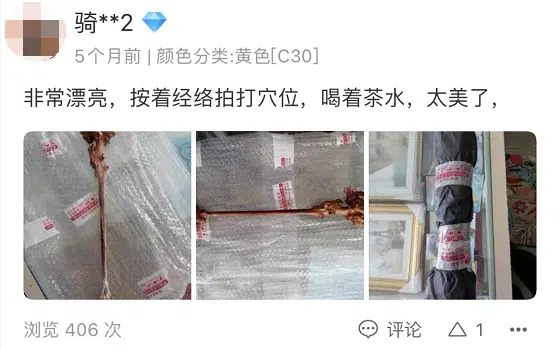 骑**2
5个月前 | 颜色分类:黄色[C30]
非常漂亮，按着经络拍打穴位，喝着茶水，太美了，
浏览 406 次
评论
1